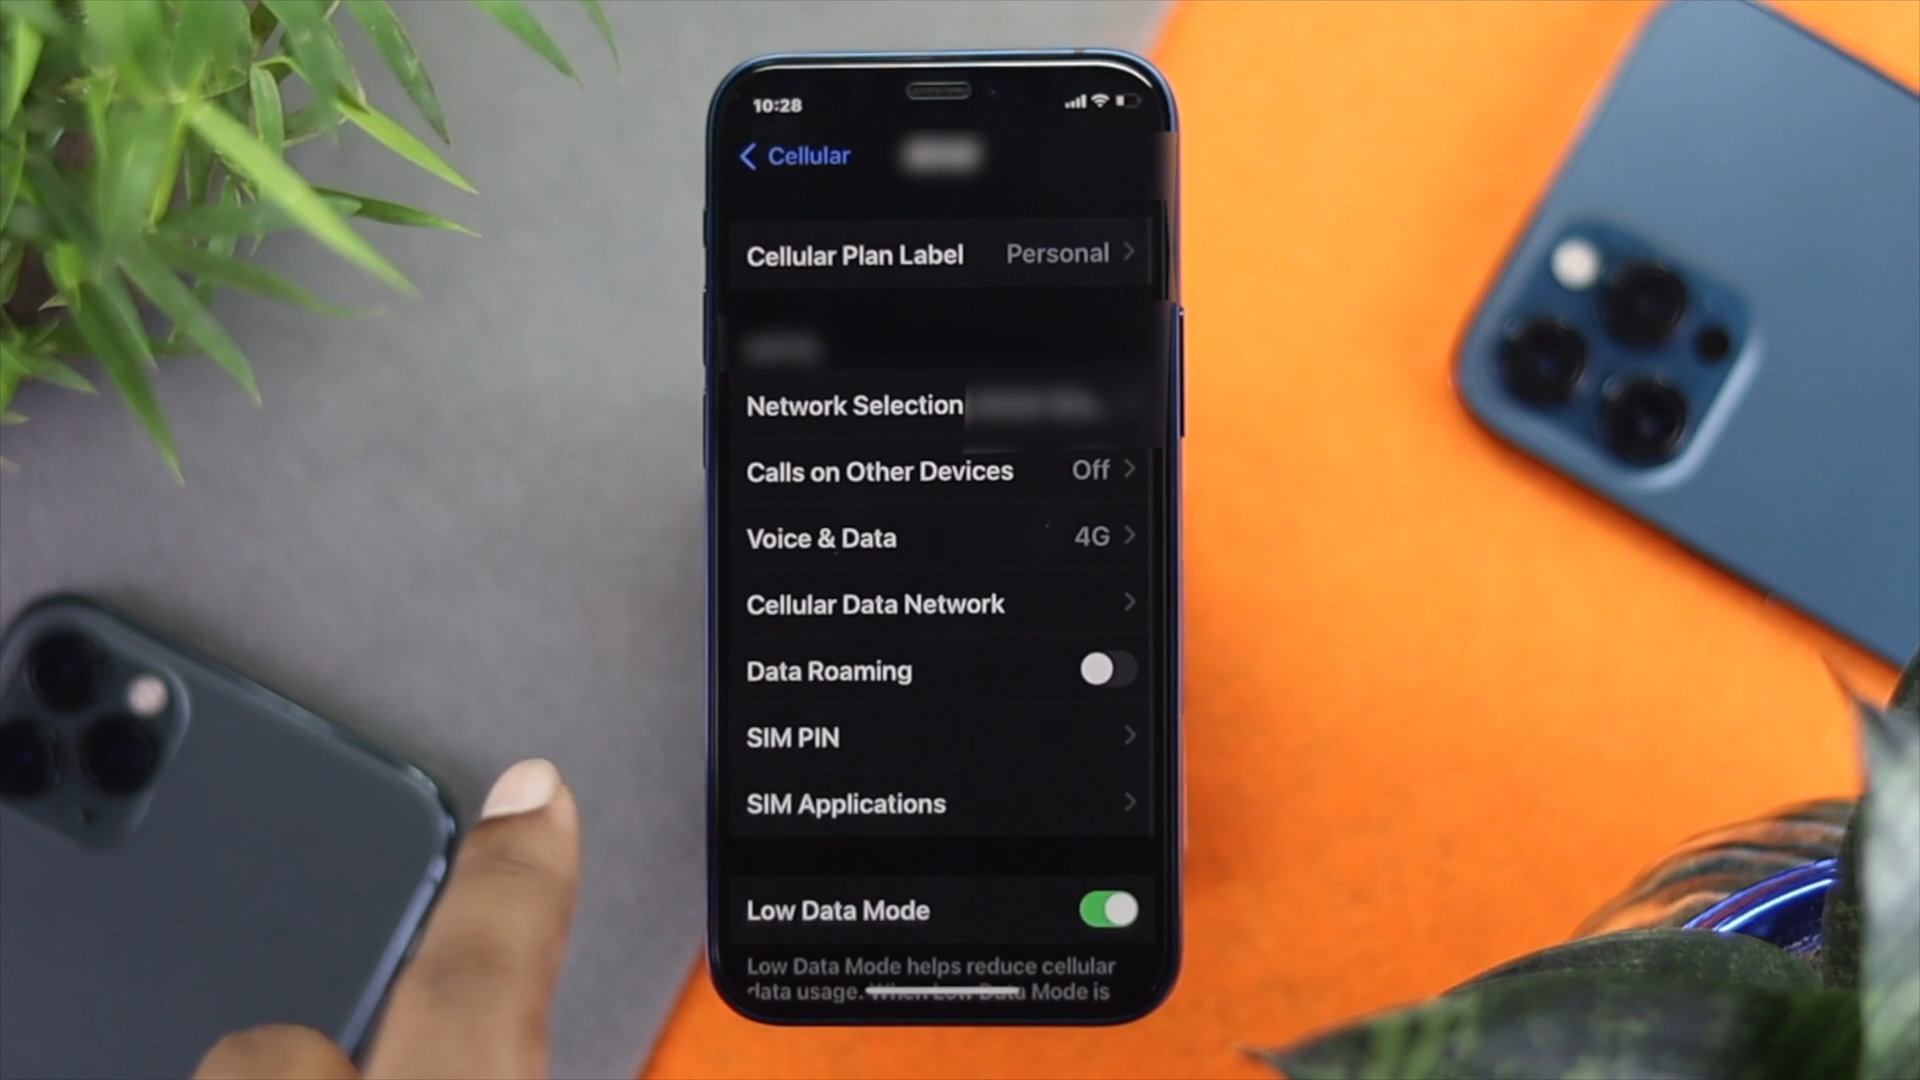 10:28
Cellular
Cellular Plan Label Personal
Network Selection
Calls on Other Devices Off
Voice & Data 4G
Cellular Data Network
Data Roaming
SIM PIN
SIM Applications
Low Data Mode
Low Data Mode helps reduce cellular
data usage. When Low Data Mode is